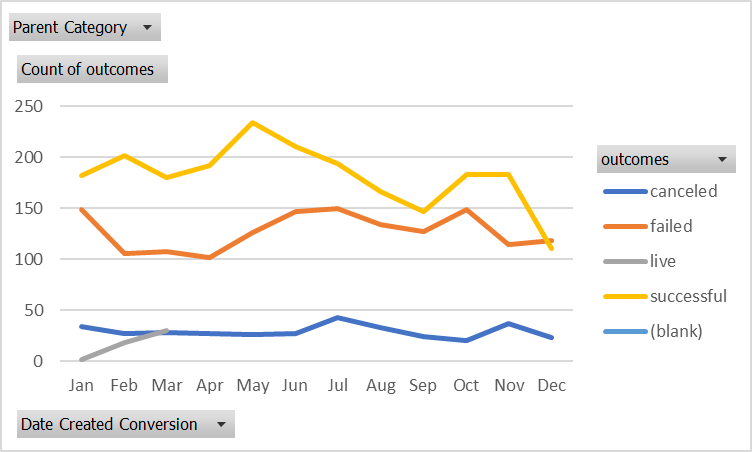 Parent Category
Count of outcomes
250
200
150
100
50
0
Jan Feb Mar Apr May Jun Jul Aug Sep Oct Nov Dec
outcomes
canceled
failed
live
successful
(blank)
Date Created Conversion